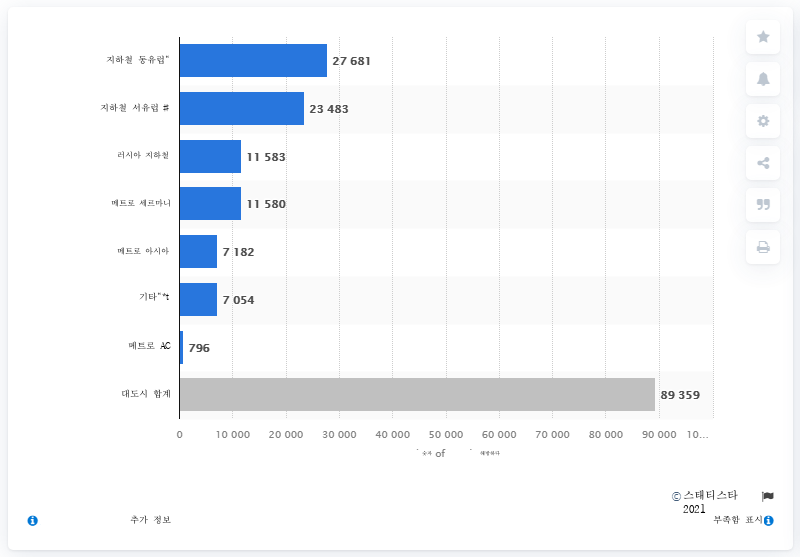 지하철 동유럽"
27 681
지하철 서유럽 #
23 483
러시아 지하철
11 583
메트로 세르마니
11 580
메트로 아시아
7 182
기타"*t
7 054
메트로 AC
796
대도시 합계
89 359
0 10 000 20 000 30 000 40 000 50 000 60 000 70 000 80 000 90 000 10...
of
© 스태티스타
2021
추가 정보
부족함 표시